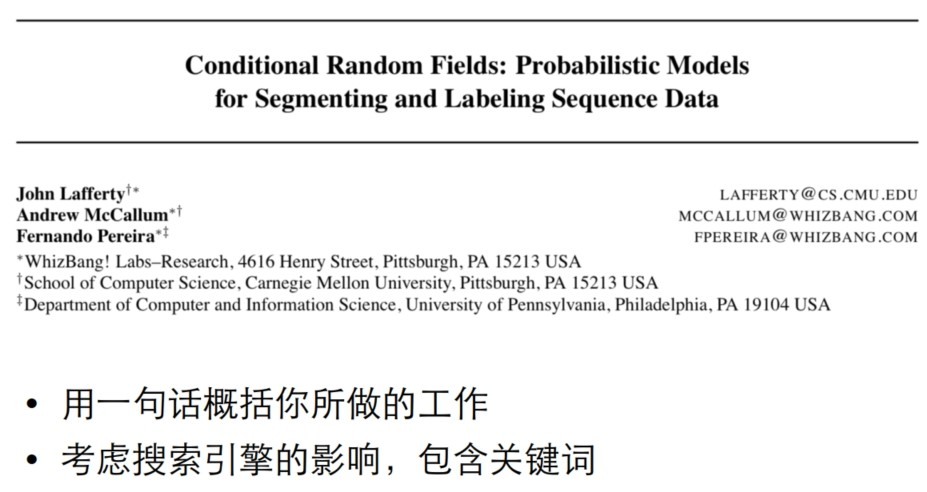 Conditional Random Fields: Probabilistic Models
for Segmenting and Labeling Sequence Data
John Lafferty†* LAFFERTY@CS.CMU.EDU
Andrew McCallum*† MCCALLUM@WHIZBANG.COM
Fernando Pereira*‡ FPEREIRA@WHIZBANG.COM
*WhizBang! Labs–Research, 4616 Henry Street, Pittsburgh, PA 15213 USA
†School of Computer Science, Carnegie Mellon University, Pittsburgh, PA 15213 USA
‡Department of Computer and Information Science, University of Pennsylvania, Philadelphia, PA 19104 USA
• 用一句话概括你所做的工作
• 考虑搜索引擎的影响，包含关键词